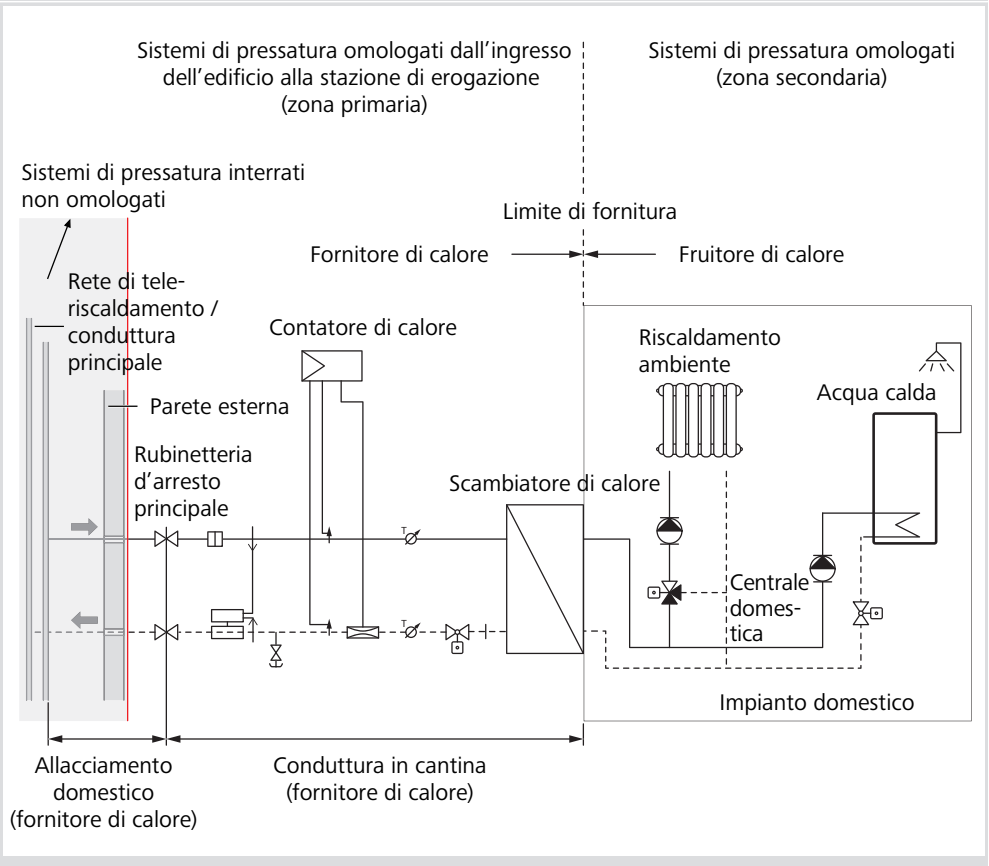 Sistemi di pressatura omologati dall'ingresso
dell'edificio alla stazione di erogazione
(zona primaria)
Sistemi di pressatura omologati
(zona secondaria)
Sistemi di pressatura interrati
non omologati
Limite di fornitura
Fornitore di calore
Fruitore di calore
Rete di tele-
riscaldamento /
conduttura
principale
Contatore di calore
Riscaldamento
ambiente
Acqua calda
Parete esterna
Rubinetteria
d'arresto
principale
Scambiatore di calore
T
T
Centrale
domes-
tica
Impianto domestico
Allacciamento
domestico
(fornitore di calore)
Conduttura in cantina
(fornitore di calore)